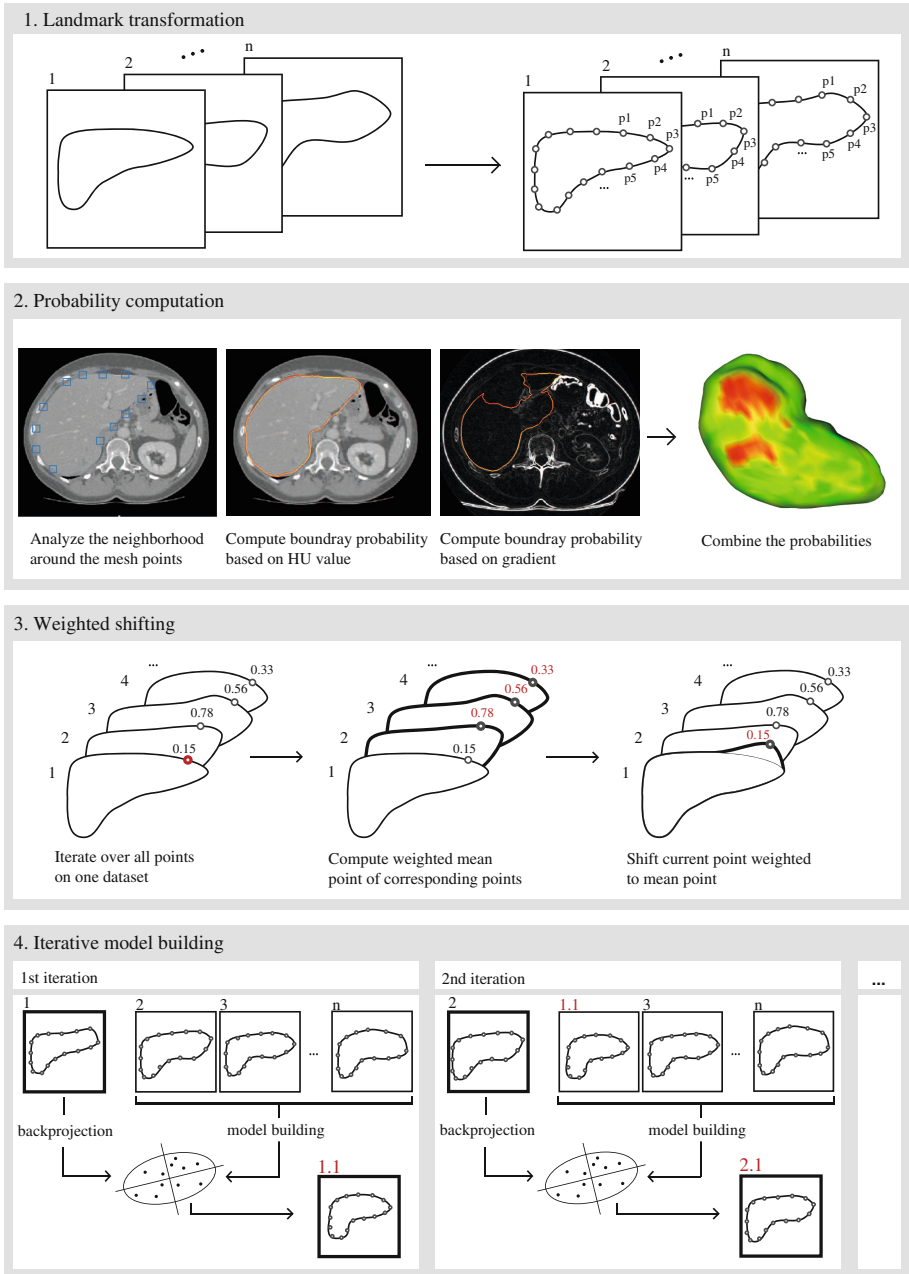 1. Landmark transformation
1
2
n
1
2
n
p1
p2
p3
p4
p5
...
p1
p2
p3
p4
p5
...
p1
p2
p3
p4
p5
...
2. Probability computation
Analyze the neighborhood
around the mesh points
Compute boundray probability
based on HU value
Compute boundray probability
based on gradient
Combine the probabilities
3. Weighted shifting
...
4
3
2
1
0.33
0.56
0.78
0.15
...
4
3
2
1
0.33
0.56
0.78
0.15
...
4
3
2
1
0.33
0.56
0.78
0.15
Iterate over all points
on one dataset
Compute weighted mean
point of corresponding points
Shift current point weighted
to mean point
4. Iterative model building
1st iteration
1
2
3
...
n
backprojection
model building
1.1
2nd iteration
2
1.1
3
...
n
backprojection
model building
2.1
...